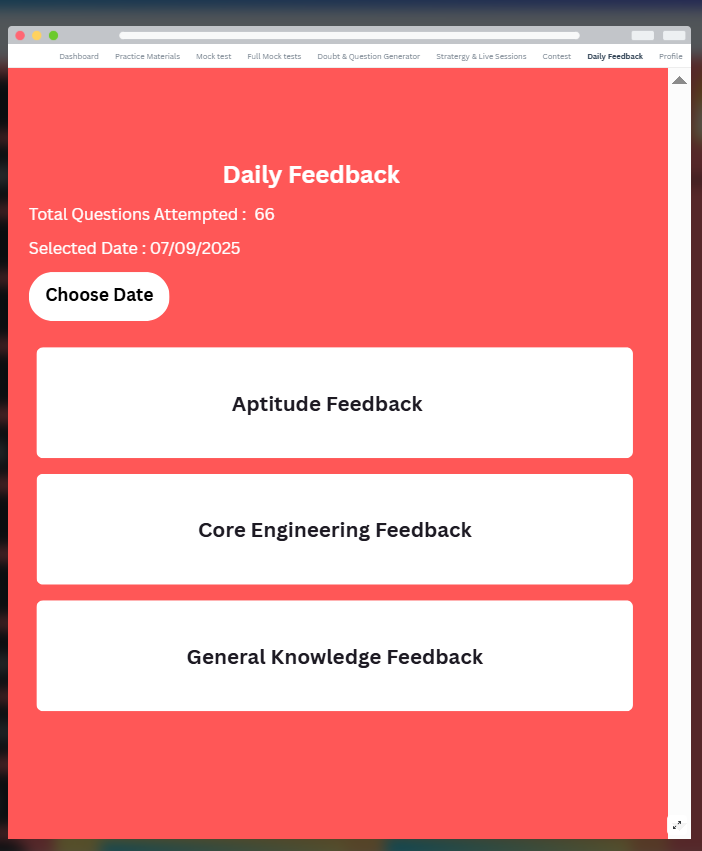 Dashboard Practice Materials Mock test Full Mock tests Doubt & Question Generator Stratergy & Live Sessions Contest Daily Feedback Profile
Daily Feedback
Total Questions Attempted : 66
Selected Date : 07/09/2025
Choose Date
Aptitude Feedback
Core Engineering Feedback
General Knowledge Feedback